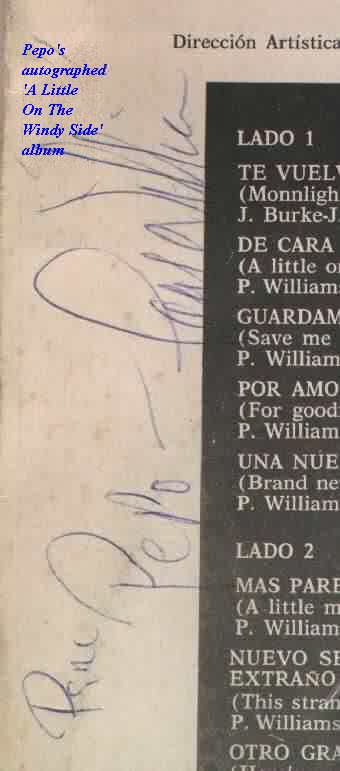 Pepo's
autographed
'A Little
On The
Windy Side'
album
Dirección Artística
LADO 1
TE VUELV
(Monnligh
J. Burke-J.
DE CARA
(A little o
P. Williams
GUARDAM
(Save me
P. William
POR AMO
(For good
P. William
UNA NUE
(Brand ne
P. William
LADO 2
MAS PARE
(A little m
P. William
NUEVO SE
EXTRAÑO
(This stran
P. Williams
OTRO GRA
Para Pepo